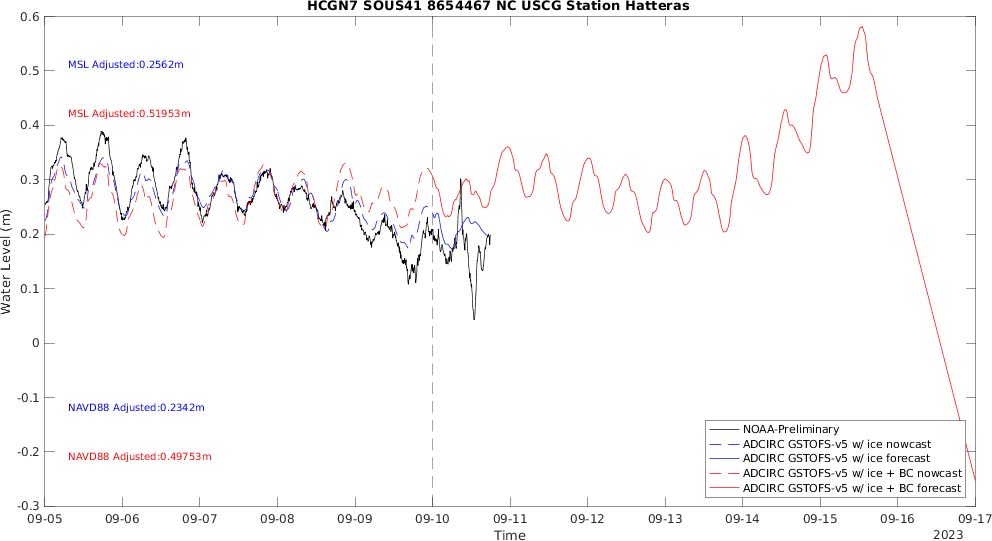 HCGN7 SOUS41 8654467 NC USCG Station Hatteras
0.6
0.5
0.4
0.3
0.2
0.1
0
-0.1
-0.2
-0.3
Water Level (m)
MSL Adjusted:0.2562m
MSL Adjusted:0.51953m
NAVD88 Adjusted:0.2342m
NAVD88 Adjusted:0.49753m
NOAA-Preliminary
ADCIRC GSTOFS-v5 w/ ice nowcast
ADCIRC GSTOFS-v5 w/ ice forecast
ADCIRC GSTOFS-v5 w/ ice + BC nowcast
ADCIRC GSTOFS-v5 w/ ice + BC forecast
09-05 09-06 09-07 09-08 09-09 09-10 09-11 09-12 09-13 09-14 09-15 09-16 09-17
Time
2023